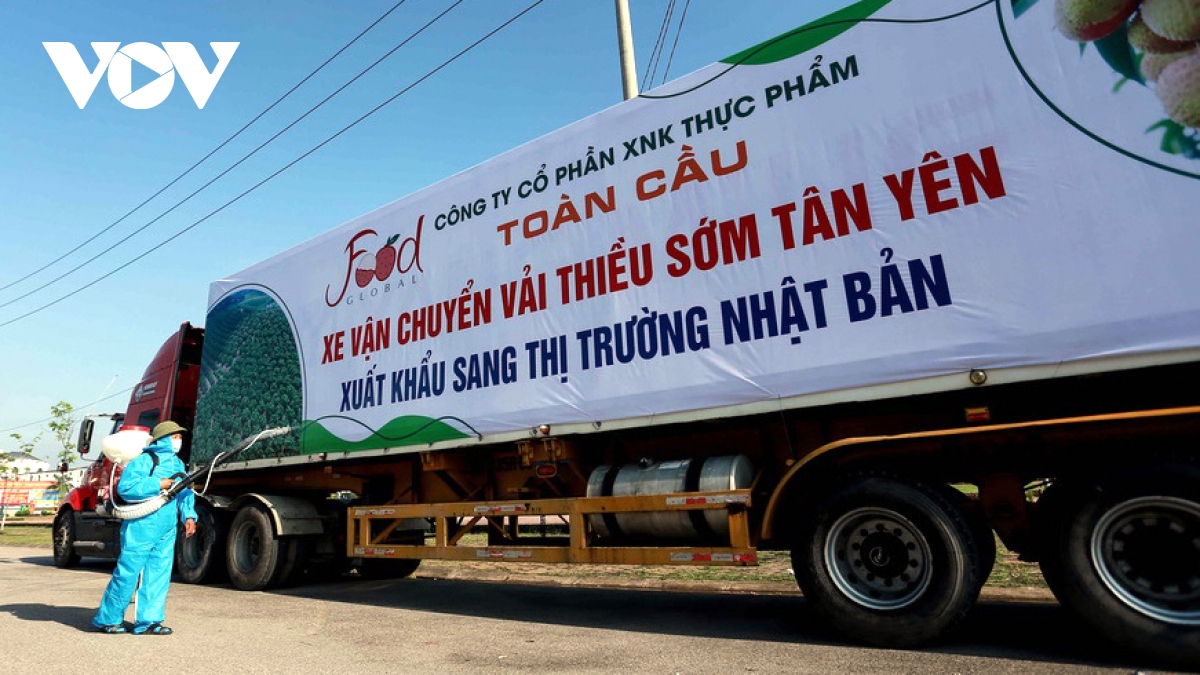 VOV
CÔNG TY CỔ PHẦN XNK THỰC PHẨM
TOÀN CẦU
Food
GLOBAL
XE VẬN CHUYỂN VẢI THIỀU SỚM TÂN YÊN
XUẤT KHẨU SANG THỊ TRƯỜNG NHẬT BẢN